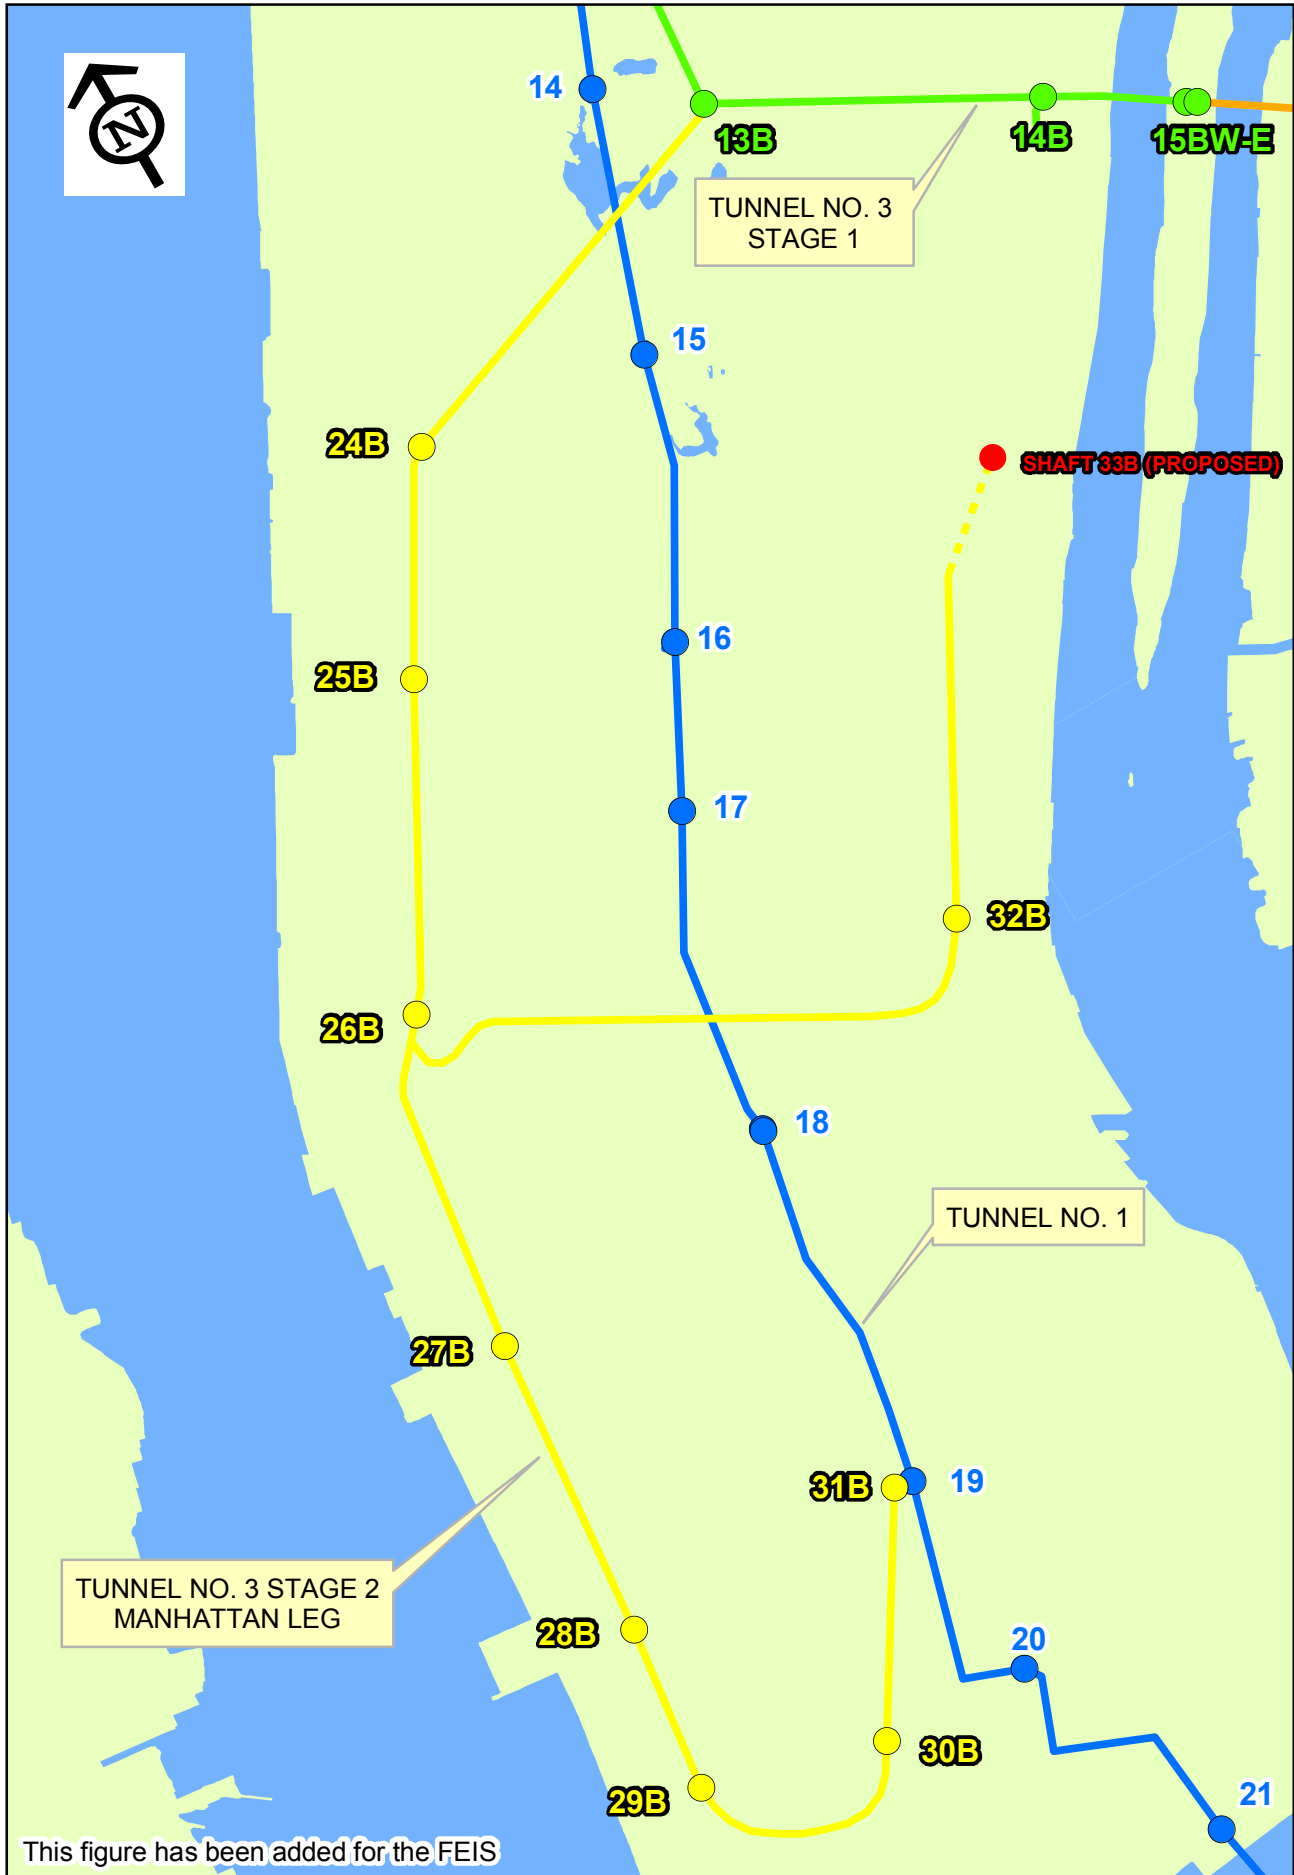 N
14
13B
14B
15BW-E
TUNNEL NO. 3
STAGE 1
15
24B
SHAFT 33B (PROPOSED)
16
25B
17
32B
26B
18
TUNNEL NO. 1
27B
31B
19
TUNNEL NO. 3 STAGE 2
MANHATTAN LEG
28B
20
30B
29B
21
This figure has been added for the FEIS